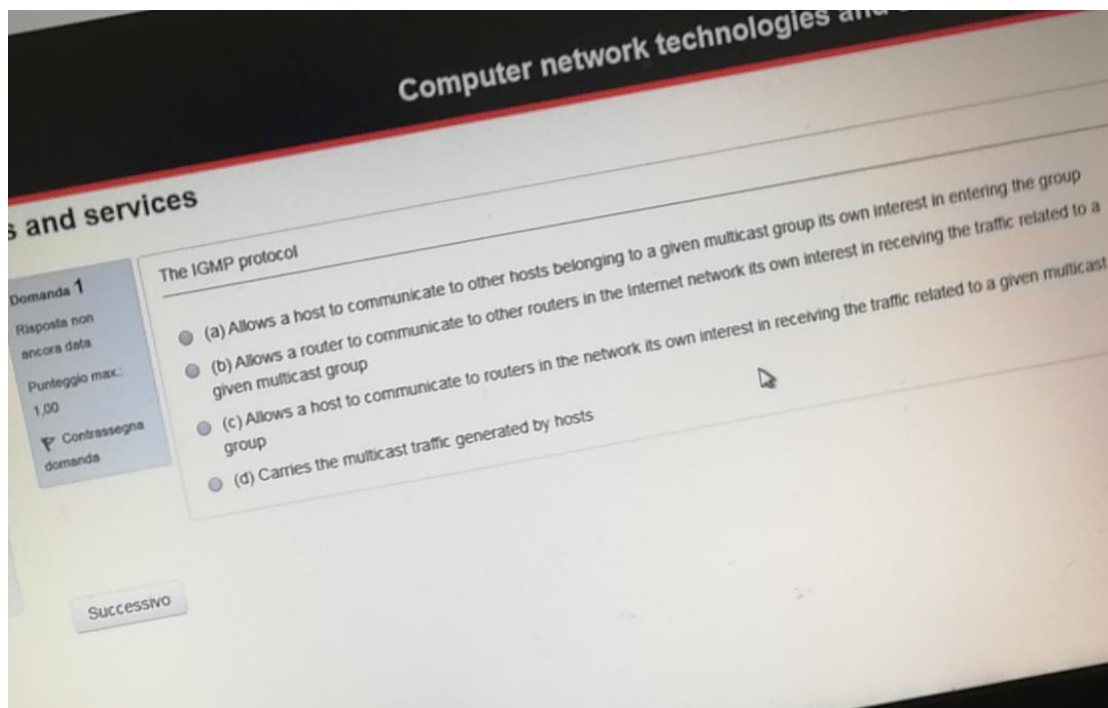 Computer network technologies and
s and services
Domanda 1
Risposta non
ancora data
Punteggio max.:
1,00
Contrassegna
domanda
The IGMP protocol
(a) Allows a host to communicate to other hosts belonging to a given multicast group its own interest in entering the group
(b) Allows a router to communicate to other routers in the Internet network its own interest in receiving the traffic related to a
given multicast group
(c) Allows a host to communicate to routers in the network its own interest in receiving the traffic related to a given multicast
group
(d) Carries the multicast traffic generated by hosts
Successivo